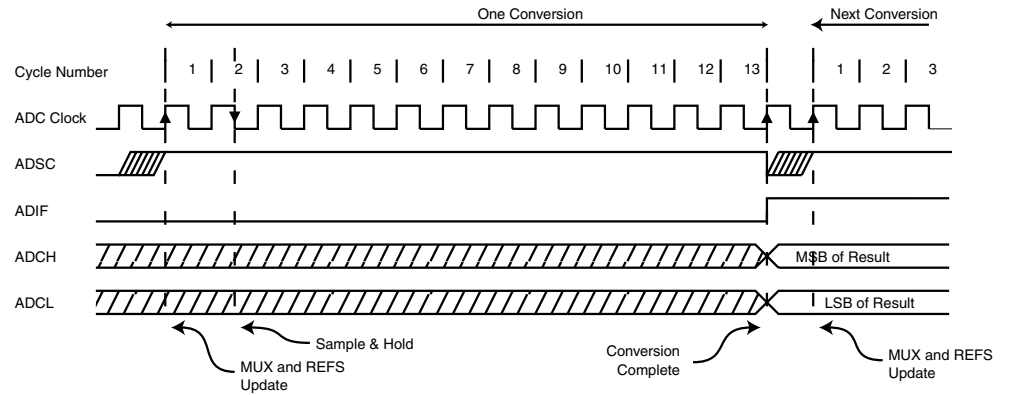 One Conversion
Next Conversion
Cycle Number 1 2 3 4 5 6 7 8 9 10 11 12 13 1 2 3
ADC Clock
ADSC
ADIF
ADCH MSB of Result
ADCL LSB of Result
Sample & Hold
MUX and REFS
Update
Conversion
Complete
MUX and REFS
Update